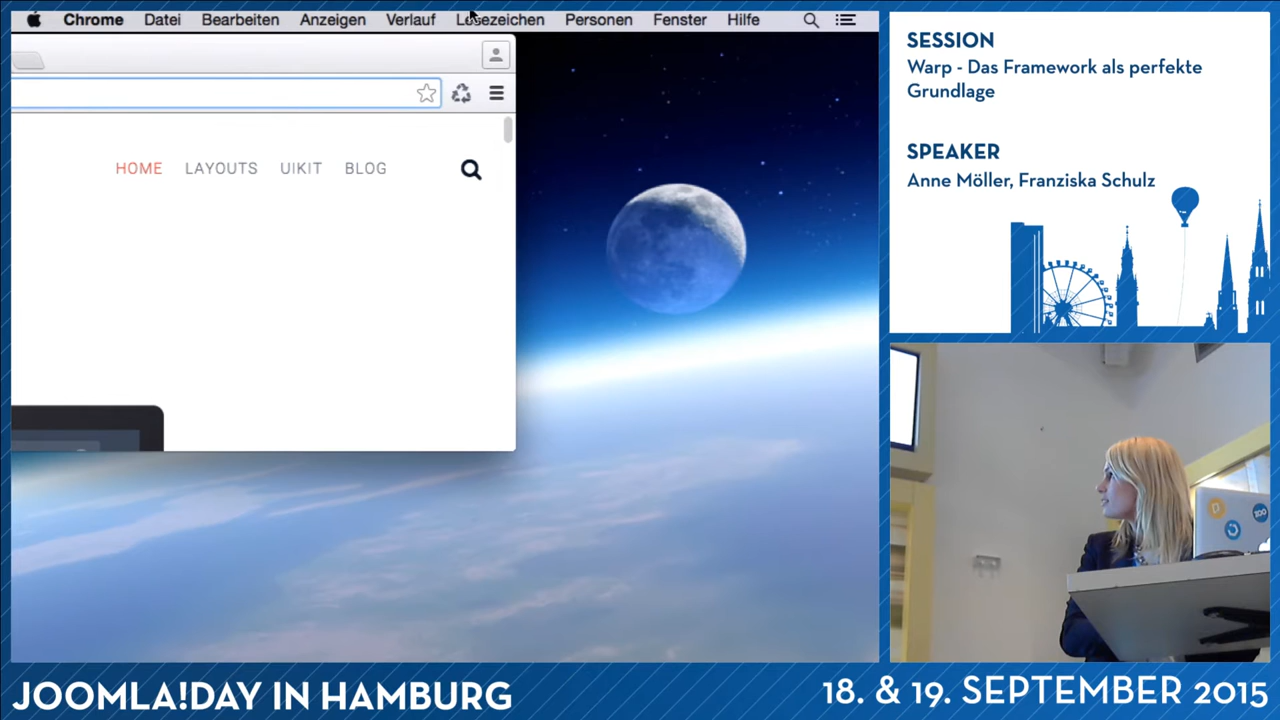 Chrome Datei Bearbeiten Anzeigen Verlauf Lesezeichen Personen Fenster Hilfe
HOME LAYOUTS UIKIT BLOG
SESSION
Warp - Das Framework als perfekte
Grundlage
SPEAKER
Anne Möller, Franziska Schulz
ZOO
JOOMLA!DAY IN HAMBURG
18. & 19. SEPTEMBER 2015